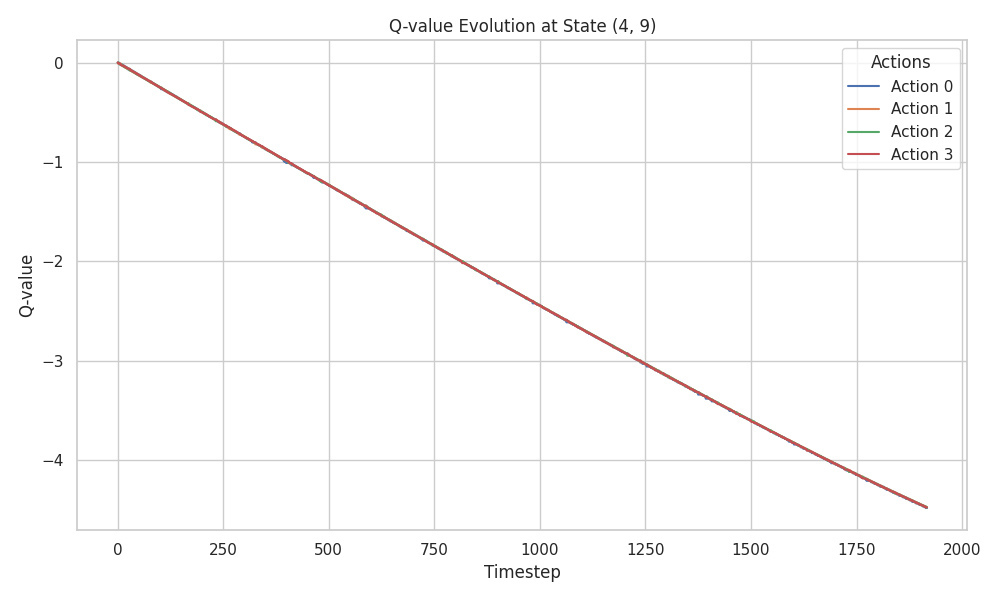 Q-value Evolution at State (4, 9)
Actions
Action 0
Action 1
Action 2
Action 3
Q-value
0
−1
−2
−3
−4
0 250 500 750 1000 1250 1500 1750 2000
Timestep